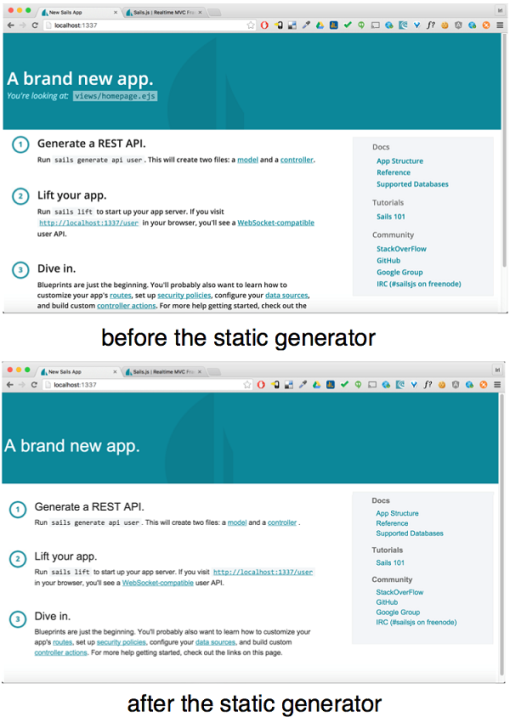 New Sails App
Sails.js | Realtime MVC Fra
localhost:1337
A brand new app.
You're looking at: views/homepage.ejs
1 Generate a REST API.
Run sails generate api user. This will create two files: a model and a controller.
2 Lift your app.
Run sails lift to start up your app server. If you visit
http://localhost:1337/user in your browser, you'll see a WebSocket-compatible
user API.
3 Dive in.
Blueprints are just the beginning. You'll probably also want to learn how to
customize your app's routes, set up security policies, configure your data sources,
and build custom controller actions. For more help getting started, check out the
Docs
App Structure
Reference
Supported Databases
Tutorials
Sails 101
Community
StackOverFlow
GitHub
Google Group
IRC (#sailsjs on freenode)
before the static generator
New Sails App
Sails.js | Realtime MVC Fra
localhost:1337
A brand new app.
1 Generate a REST API.
Run sails generate api user. This will create two files: a model and a controller .
2 Lift your app.
Run sails lift to start up your app server. If you visit http://localhost:1337/user
in your browser, you'll see a WebSocket-compatible user API.
3 Dive in.
Blueprints are just the beginning. You'll probably also want to learn how to customize your
app's routes, set up security policies, configure your data sources, and build custom
controller actions. For more help getting started, check out the links on this page.
Docs
App Structure
Reference
Supported Databases
Tutorials
Sails 101
Community
StackOverFlow
GitHub
Google Group
IRC (#sailsjs on freenode)
after the static generator